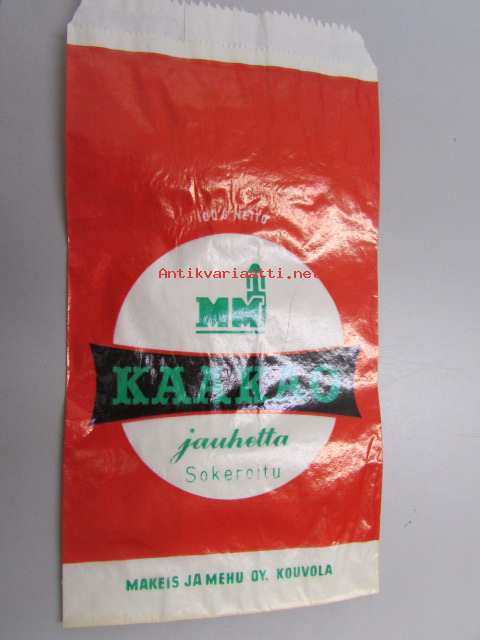 100 g Netto
Antikvariaatti.net
MM
KAAKAO
jauhetta
Sokeroitu
MAKEIS JA MEHU OY. KOUVOLA